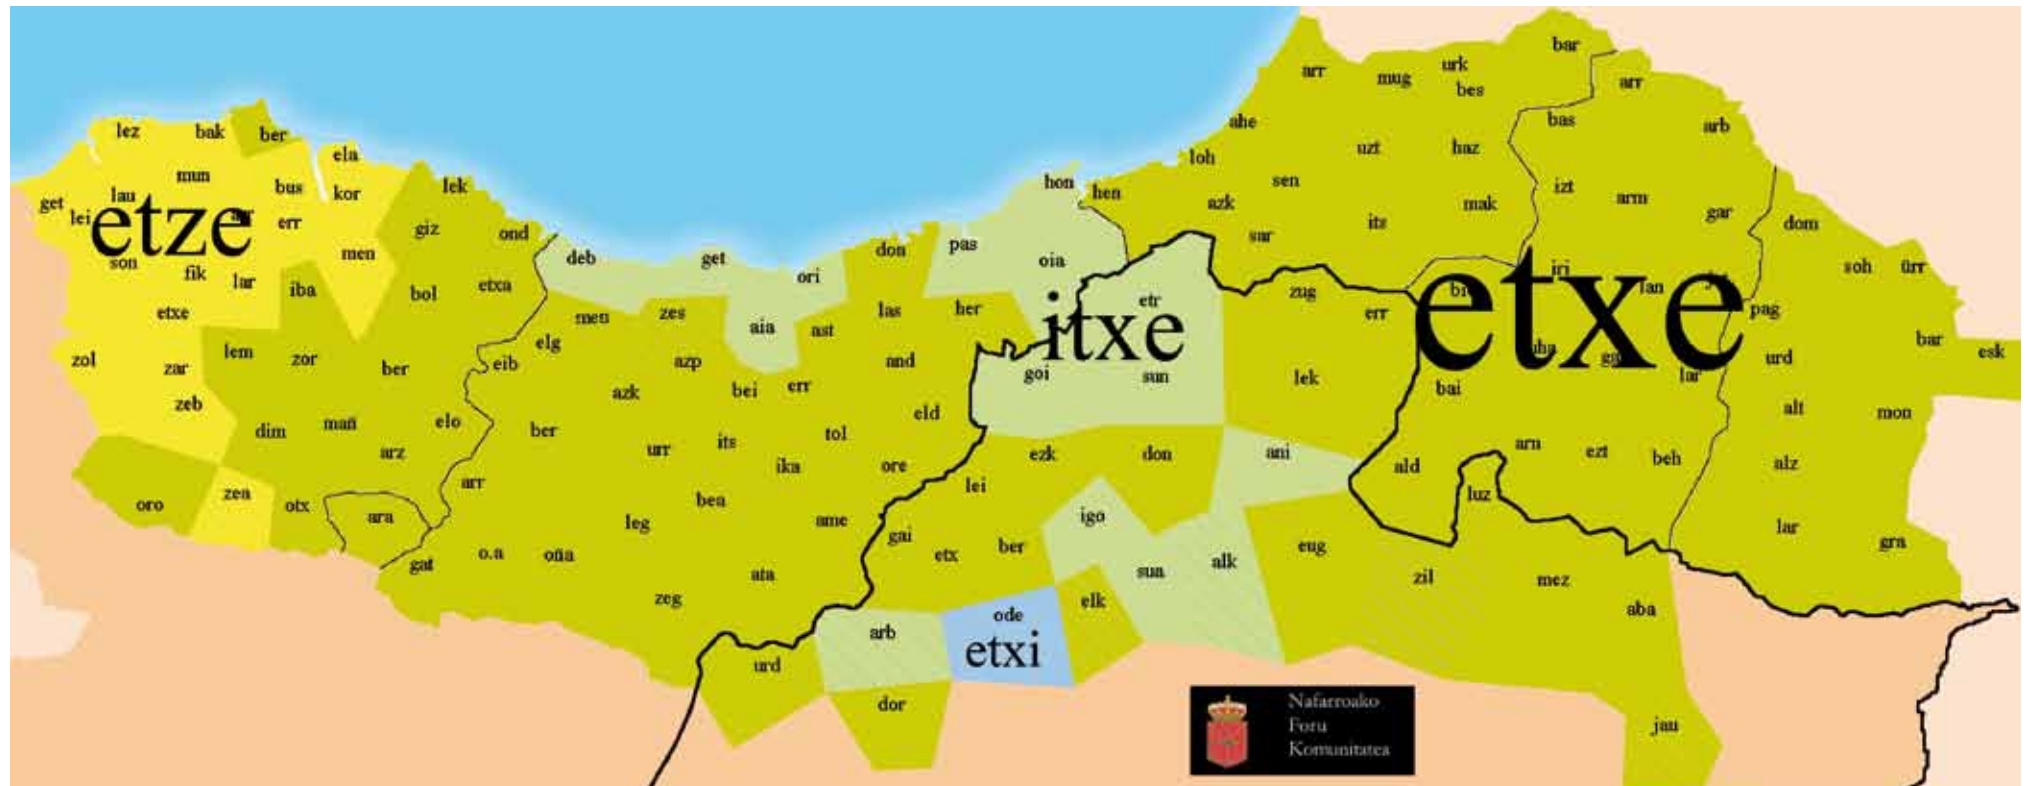 bar
urk
arr
mug
bes
arr
ahe
bas
arb
lez
bak
ber
uzt
haz
ela
loh
mun
bus
kor
lek
hon
hen
sen
izt
arm
get
lau
lei
azk
mak
gar
etze
err
giz
ond
sar
its
dom
son
fik
lar
men
deb
get
ori
don
pas
oia
soh
ürr
iba
bol
etxa
itxe
etr
zug
iri
etxe
etxe
men
zes
aia
ast
las
her
err
pag
zol
zar
lem
zor
ber
eib
elg
azp
and
bar
esk
urd
lar
zeb
azk
bei
err
goi
sun
lek
bai
dim
mañ
elo
ber
its
tol
eld
alt
mon
arz
urr
ika
ore
ezk
don
ani
ald
arn
ezt
beh
alz
oro
zea
otx
ara
arr
bea
lei
luz
leg
ame
igo
lar
gra
gat
o.a
oña
gai
etx
ber
eug
zeg
ata
sua
alk
zil
mez
aba
arb
ode
elk
etxi
urd
dor
jau
Nafarroako
Foru
Komunitatea